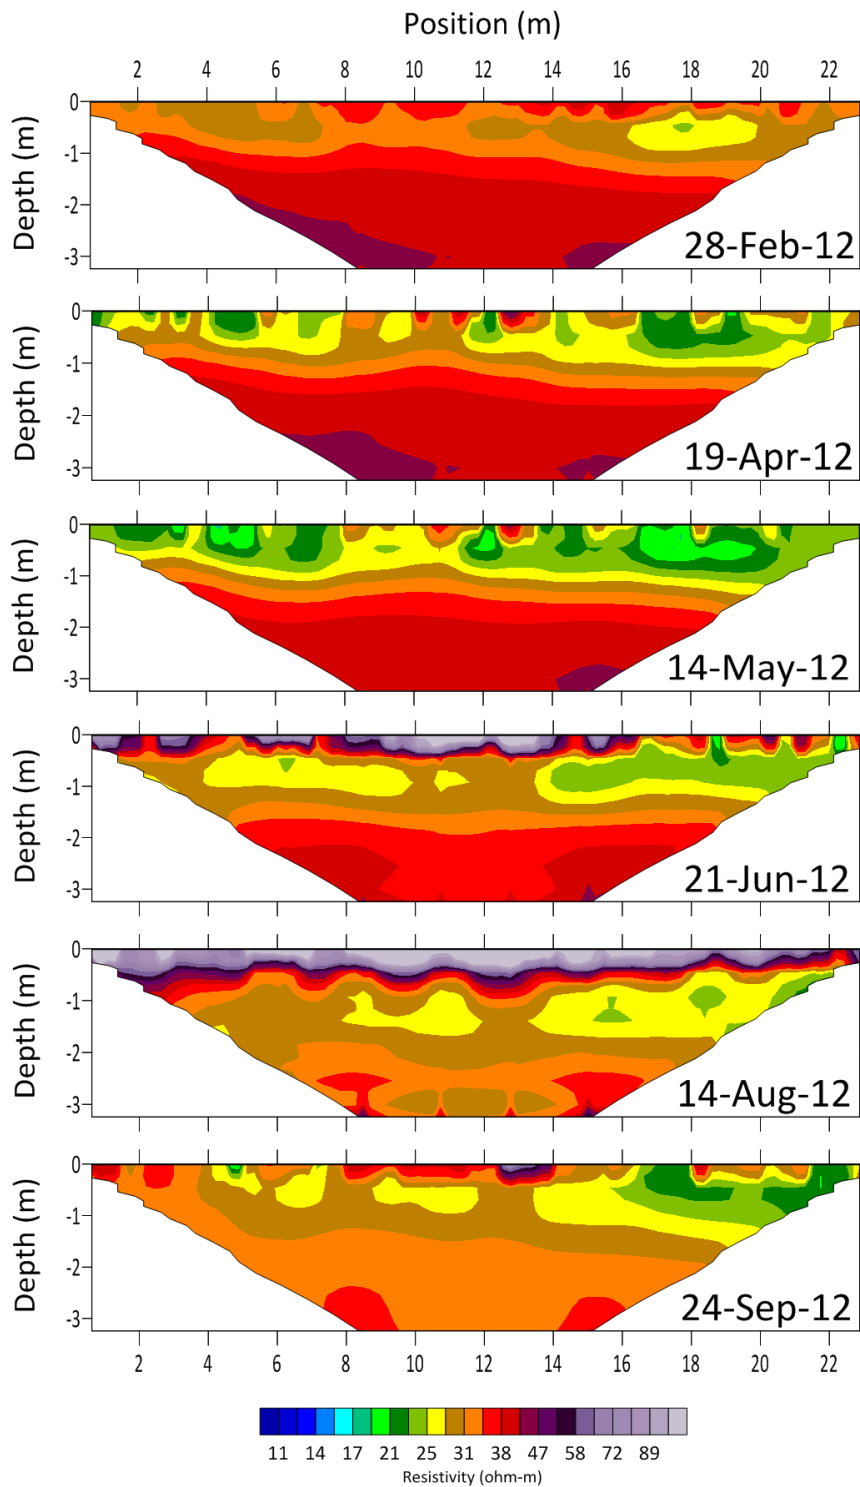 Position (m)
2 4 6 8 10 12 14 16 18 20 22
Depth (m)
0
-1
-2
-3
28-Feb-12
Depth (m)
0
-1
-2
-3
19-Apr-12
Depth (m)
0
-1
-2
-3
14-May-12
Depth (m)
0
-1
-2
-3
21-Jun-12
Depth (m)
0
-1
-2
-3
14-Aug-12
Depth (m)
0
-1
-2
-3
24-Sep-12
2 4 6 8 10 12 14 16 18 20 22
11 14 17 21 25 31 38 47 58 72 89
Resistivity (ohm-m)